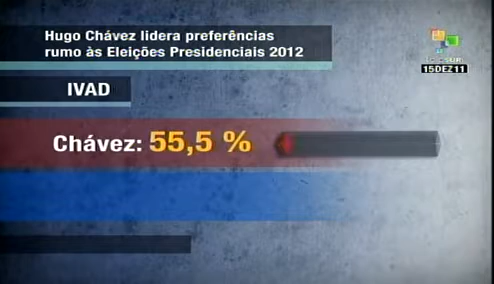 Hugo Chávez lidera preferências
rumo às Eleições Presidenciais 2012
15DEZ11
IVAD
Chávez: 55,5 %